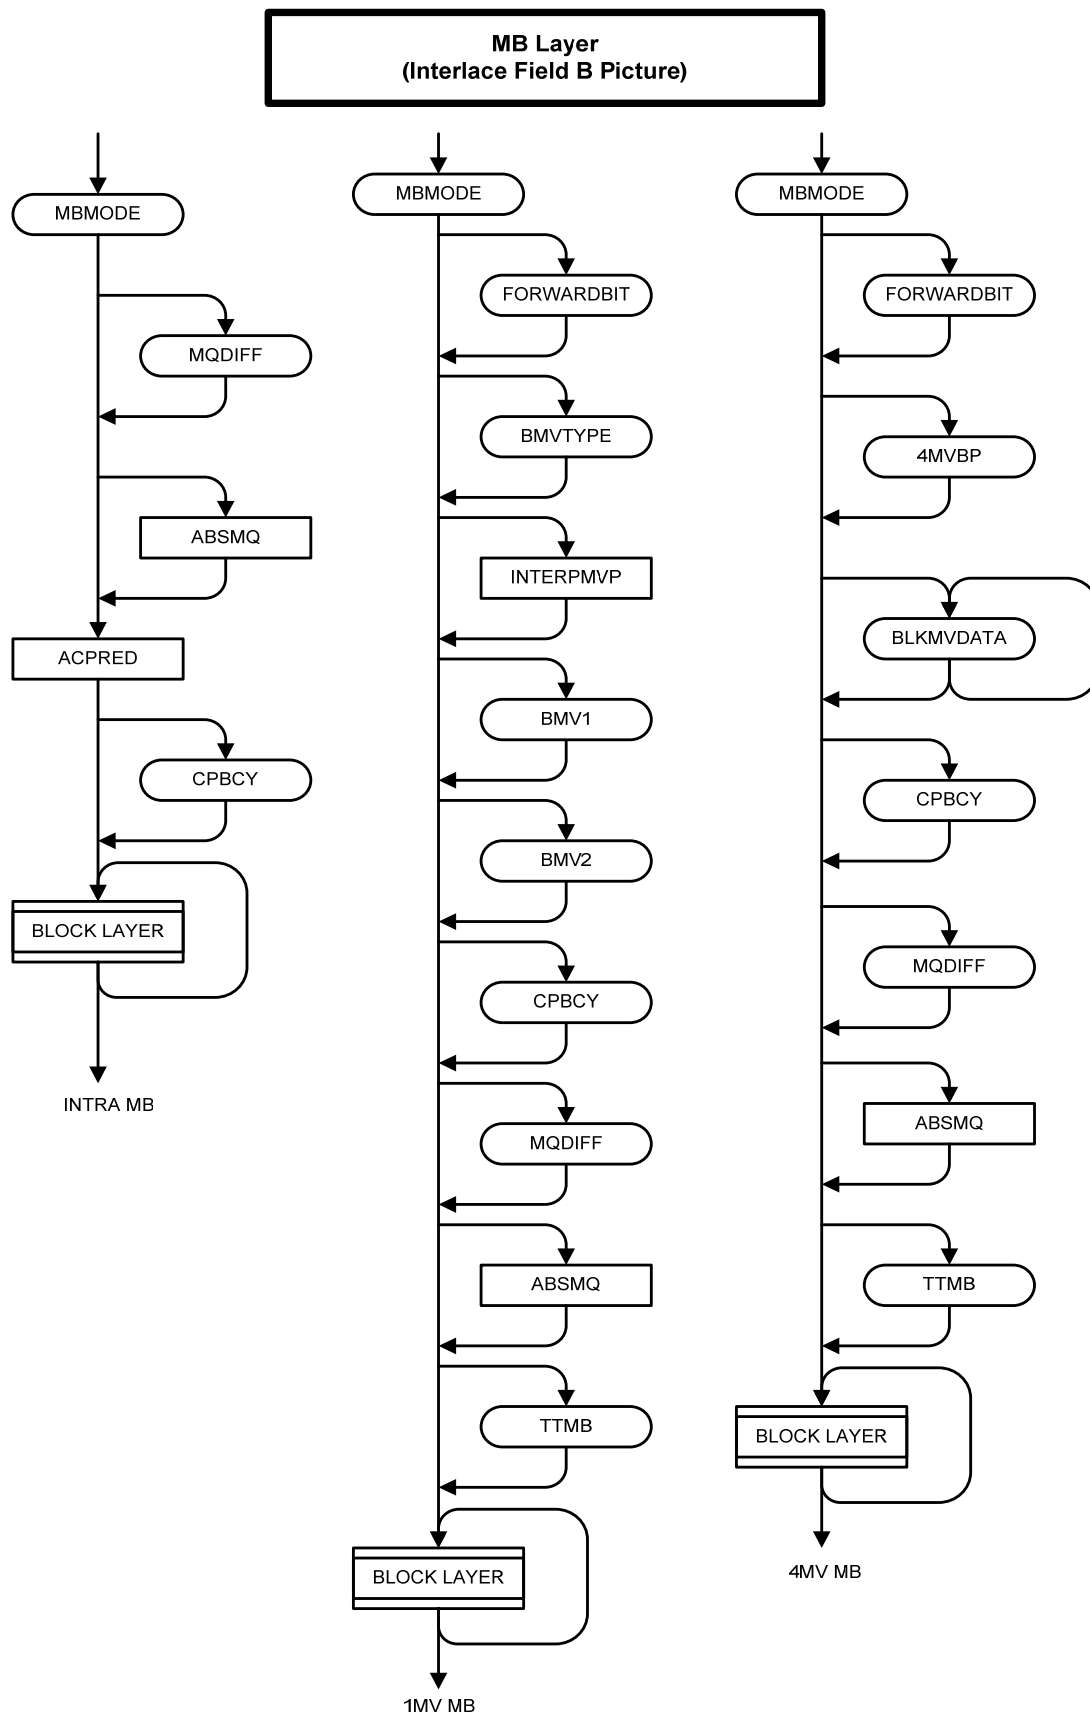 MB Layer
(Interlace Field B Picture)
MBMODE
MQDIFF
ABSMQ
ACPRED
CPBCY
BLOCK LAYER
INTRA MB
MBMODE
FORWARDBIT
BMVTYPE
INTERPMVP
BMV1
BMV2
CPBCY
MQDIFF
ABSMQ
TTMB
BLOCK LAYER
1MV MB
MBMODE
FORWARDBIT
4MVBP
BLKMVDATA
CPBCY
MQDIFF
ABSMQ
TTMB
BLOCK LAYER
4MV MB